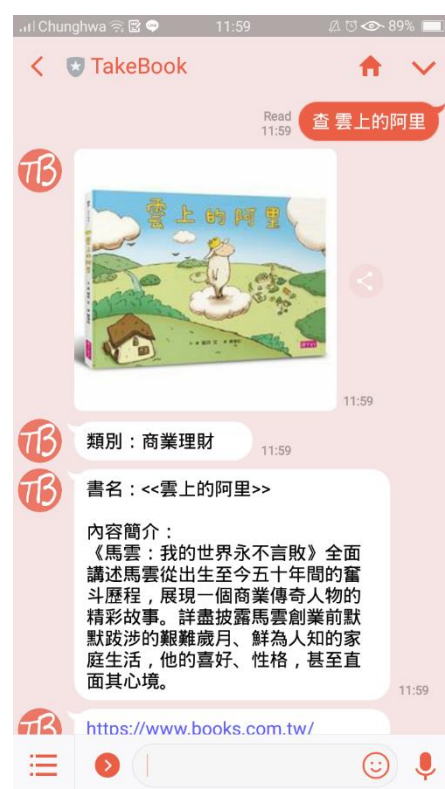 Chunghwa
11:59
89%
TakeBook
Read
11:59
查 雲上的阿里
TB
雲上的阿里
11:59
TB
類別：商業理財
11:59
TB
書名：<<雲上的阿里>>
內容簡介：
《馬雲：我的世界永不言敗》全面
講述馬雲從出生至今五十年間的奮
斗歷程，展現一個商業傳奇人物的
精彩故事。詳盡披露馬雲創業前默
默跋涉的艱難歲月、鮮為人知的家
庭生活，他的喜好、性格，甚至直
面其心境。
11:59
TB
https://www.books.com.tw/